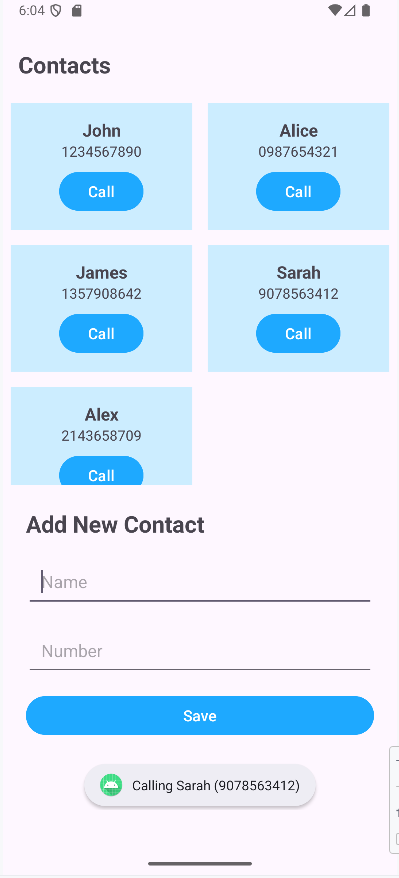 6:04
Contacts
John Alice
1234567890 0987654321
Call Call
James Sarah
1357908642 9078563412
Call Call
Alex
2143658709
Call
Add New Contact
Name
Number
Save
Calling Sarah (9078563412)